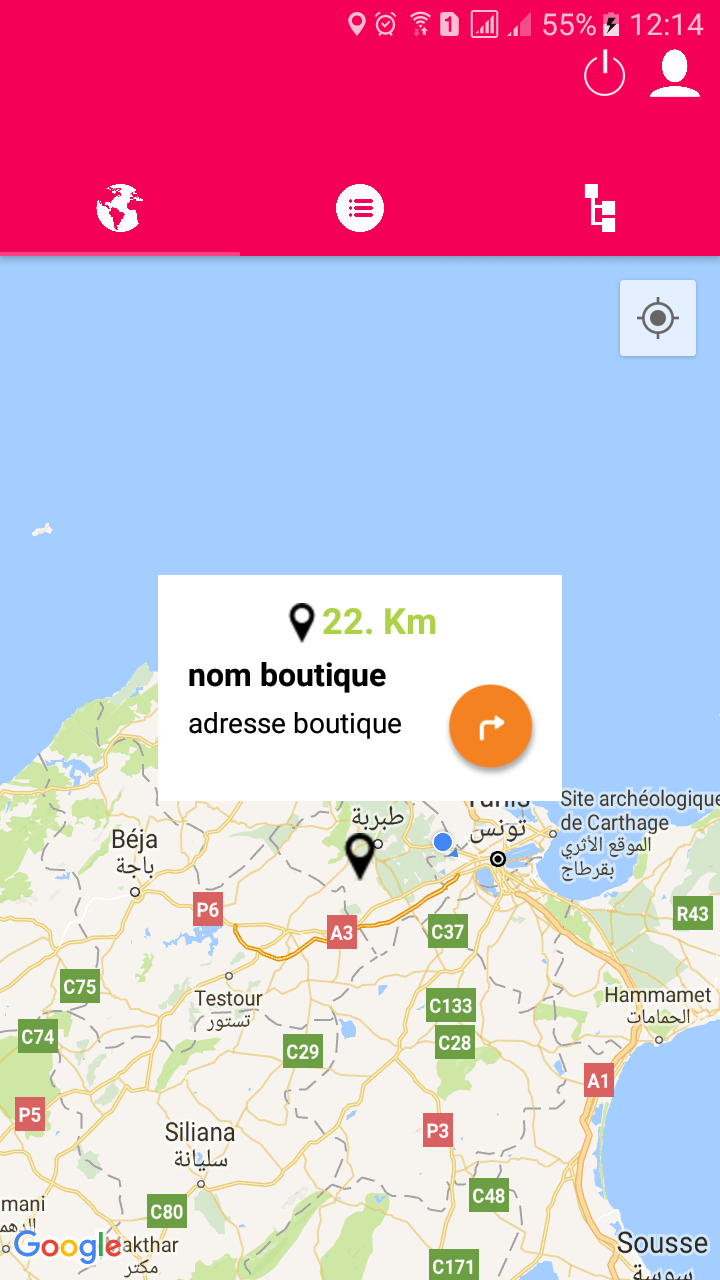 1 55% 12:14
22. Km
nom boutique
adresse boutique
Tunis
تونس
Site archéologique
de Carthage
الموقع الأثري
بقرطاج
طبربة
Béja
باجة
P6
A3
C37
R43
C75
Testour
تستور
C133
Hammamet
الحمامات
C74
C29
C28
A1
P5
Siliana
سليانة
P3
C48
mani
C80
Google
akthar
مكثر
Sousse
سوسة
C171